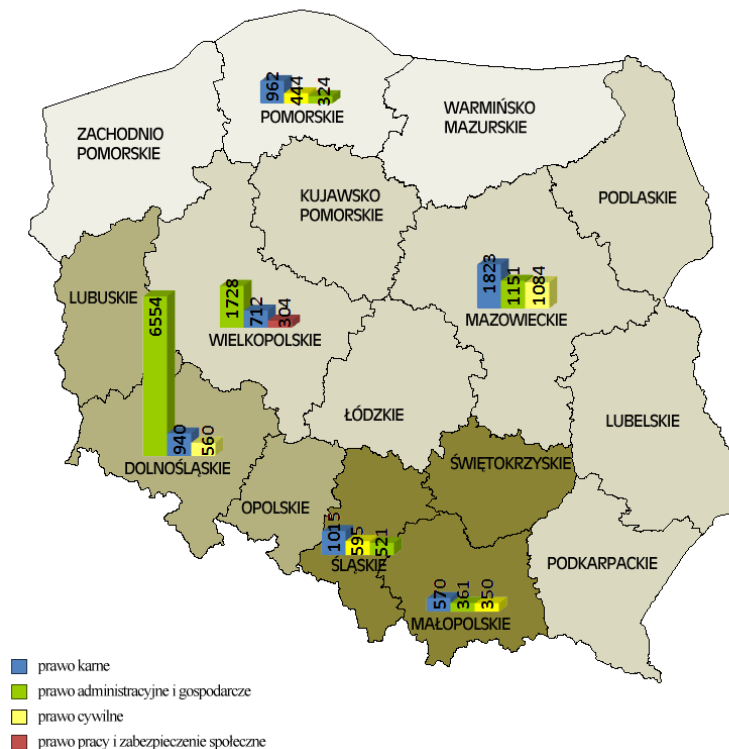 962
444
324
POMORSKIE
WARMIŃSKO
MAZURSKIE
ZACHODNIO
POMORSKIE
KUJAWSKO
POMORSKIE
PODLASKIE
1823
1151
1084
MAZOWIECKIE
LUBUSKIE
1728
712
304
WIELKOPOLSKIE
6554
940
560
DOLNOŚLĄSKIE
ŁÓDZKIE
LUBELSKIE
ŚWIĘTOKRZYSKIE
OPOLSKIE
1015
595
521
ŚLĄSKIE
PODKARPACKIE
570
361
350
MAŁOPOLSKIE
prawo karne
prawo administracyjne i gospodarcze
prawo cywilne
prawo pracy i zabezpieczenie społeczne